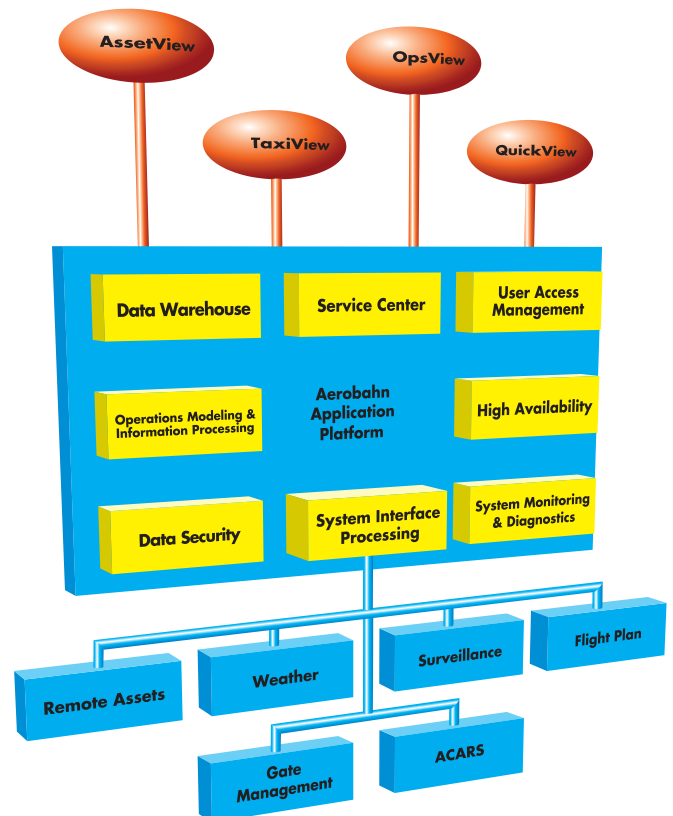 AssetView
OpsView
TaxiView
QuickView
Data Warehouse
Service Center
User Access
Management
Operations Modeling &
Information Processing
Aerobahn
Application
Platform
High Availability
Data Security
System Interface
Processing
System Monitoring
& Diagnostics
Remote Assets
Weather
Surveillance
Flight Plan
Gate
Management
ACARS